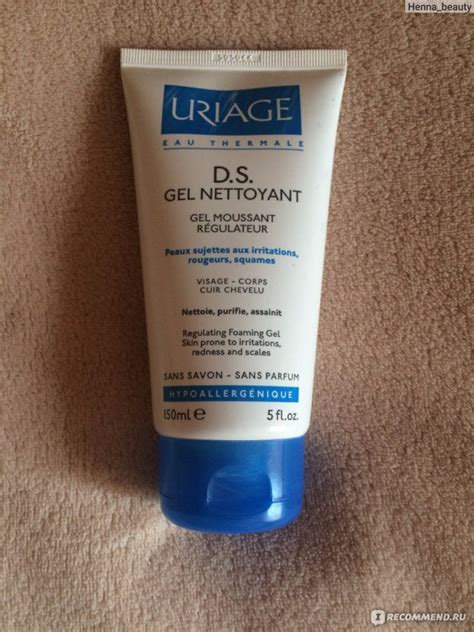 Henna_beauty
URIAGE
EAU THERMALE
D.S.
GEL NETTOYANT
GEL MOUSSANT
RÉGULATEUR
Peaux sujettes aux irritations,
rougeurs, squames
VISAGE - CORPS
CUIR CHEVELU
Nettoie, purifie, assainit
Regulating Foaming Gel
Skin prone to irritations,
redness and scales
SANS SAVON - SANS PARFUM
HYPOALLERGÉNIQUE
150ml e 5 fl.oz.
I RECOMMEND.RU